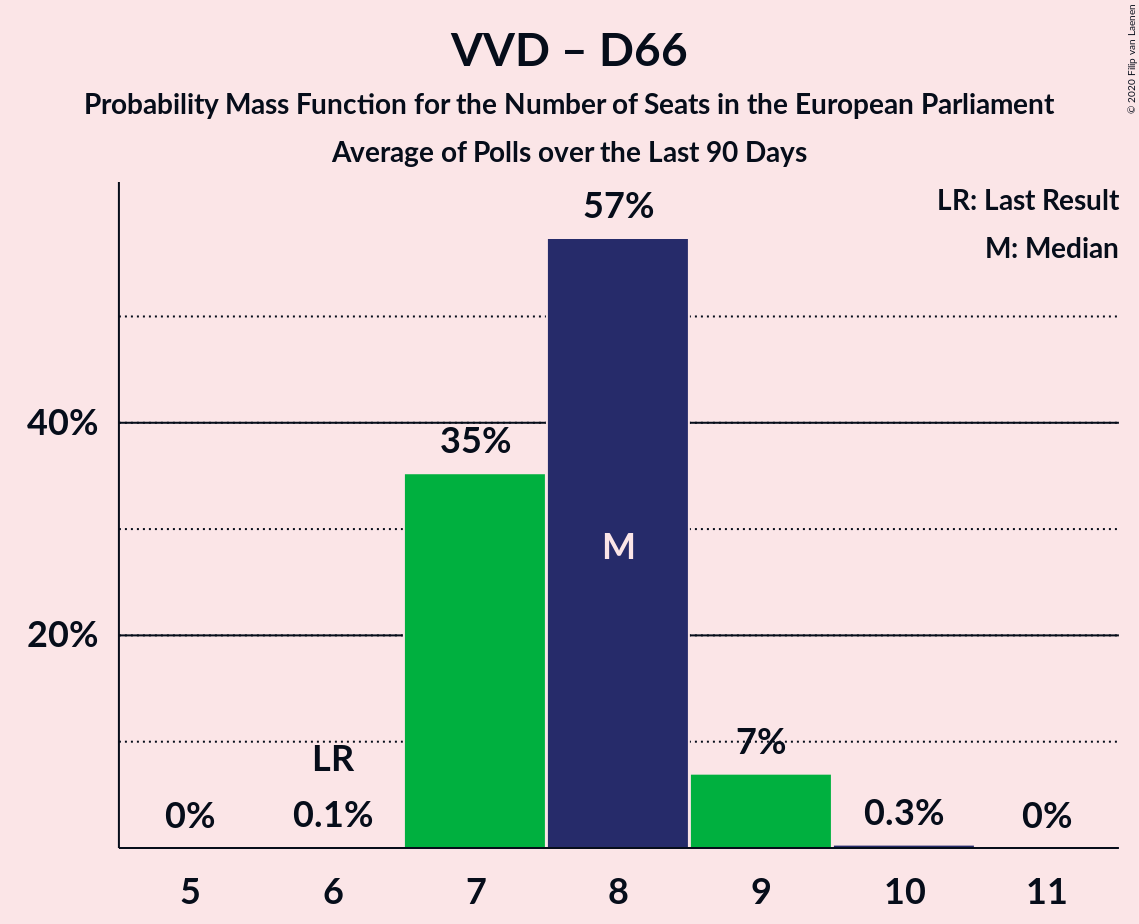 VVD – D66
Probability Mass Function for the Number of Seats in the European Parliament
Average of Polls over the Last 90 Days
© 2020 Filip van Laenen
LR: Last Result
M: Median
57%
40%
35%
M
20%
7%
LR
0%
0.1%
0.3%
0%
5 6 7 8 9 10 11